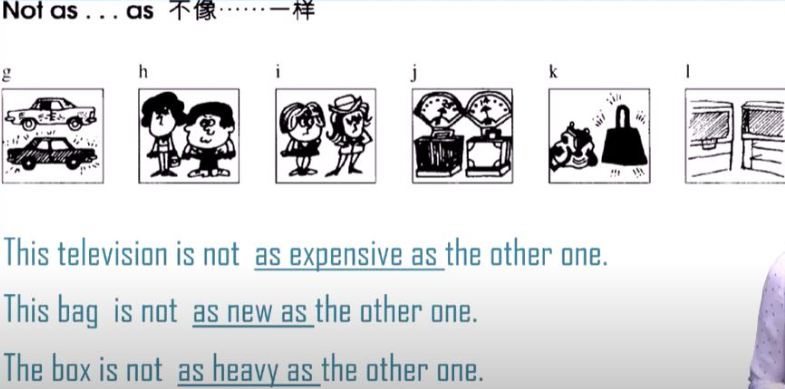 Not as . . . as 不像……一样
g h i j k l
This television is not as expensive as the other one.
This bag is not as new as the other one.
The box is not as heavy as the other one.